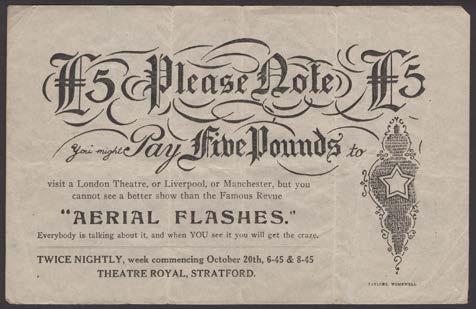 £5 Please Note £5
You might Pay Five Pounds to
visit a London Theatre, or Liverpool, or Manchester, but you
cannot see a better show than the Famous Revue
"AERIAL FLASHES."
Everybody is talking about it, and when YOU see it you will get the craze.
TWICE NIGHTLY, week commencing October 20th, 6-45 & 8-45
THEATRE ROYAL, STRATFORD.
TAYLORS, WOMBWELL